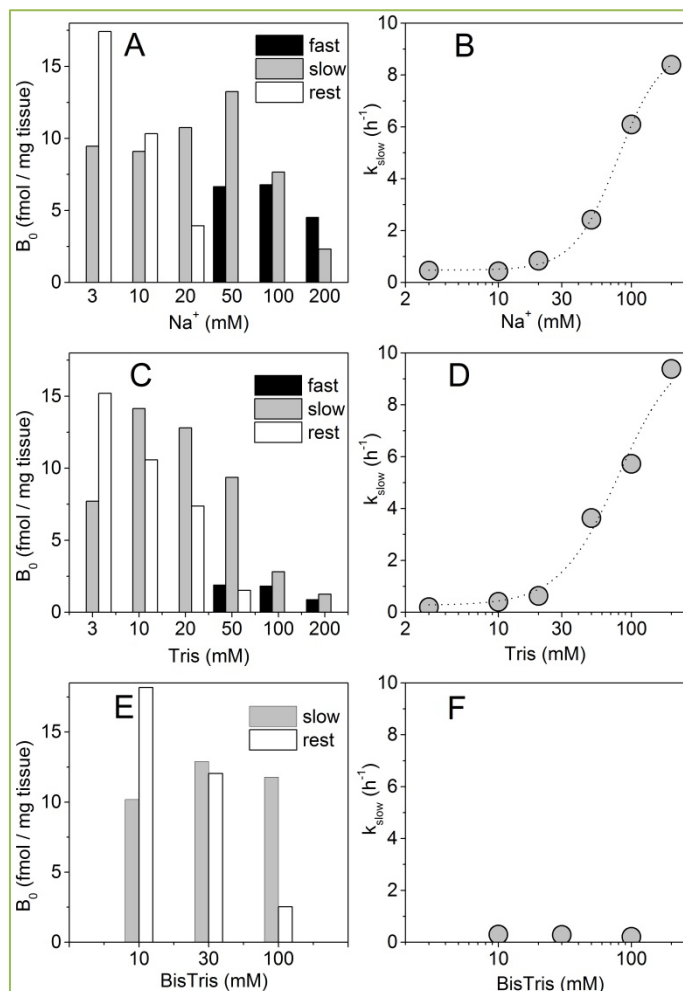 A
fast
slow
rest
B₀ (fmol / mg tissue)
15
10
5
0
3 10 20 50 100 200
Na⁺ (mM)
B
k_slow (h⁻¹)
10
8
6
4
2
0
2 10 30 100
Na⁺ (mM)
C
fast
slow
rest
B₀ (fmol / mg tissue)
15
10
5
0
3 10 20 50 100 200
Tris (mM)
D
k_slow (h⁻¹)
10
8
6
4
2
0
2 10 30 100
Tris (mM)
E
slow
rest
B₀ (fmol / mg tissue)
15
10
5
0
10 30 100
BisTris (mM)
F
k_slow (h⁻¹)
10
8
6
4
2
0
10 30 100
BisTris (mM)